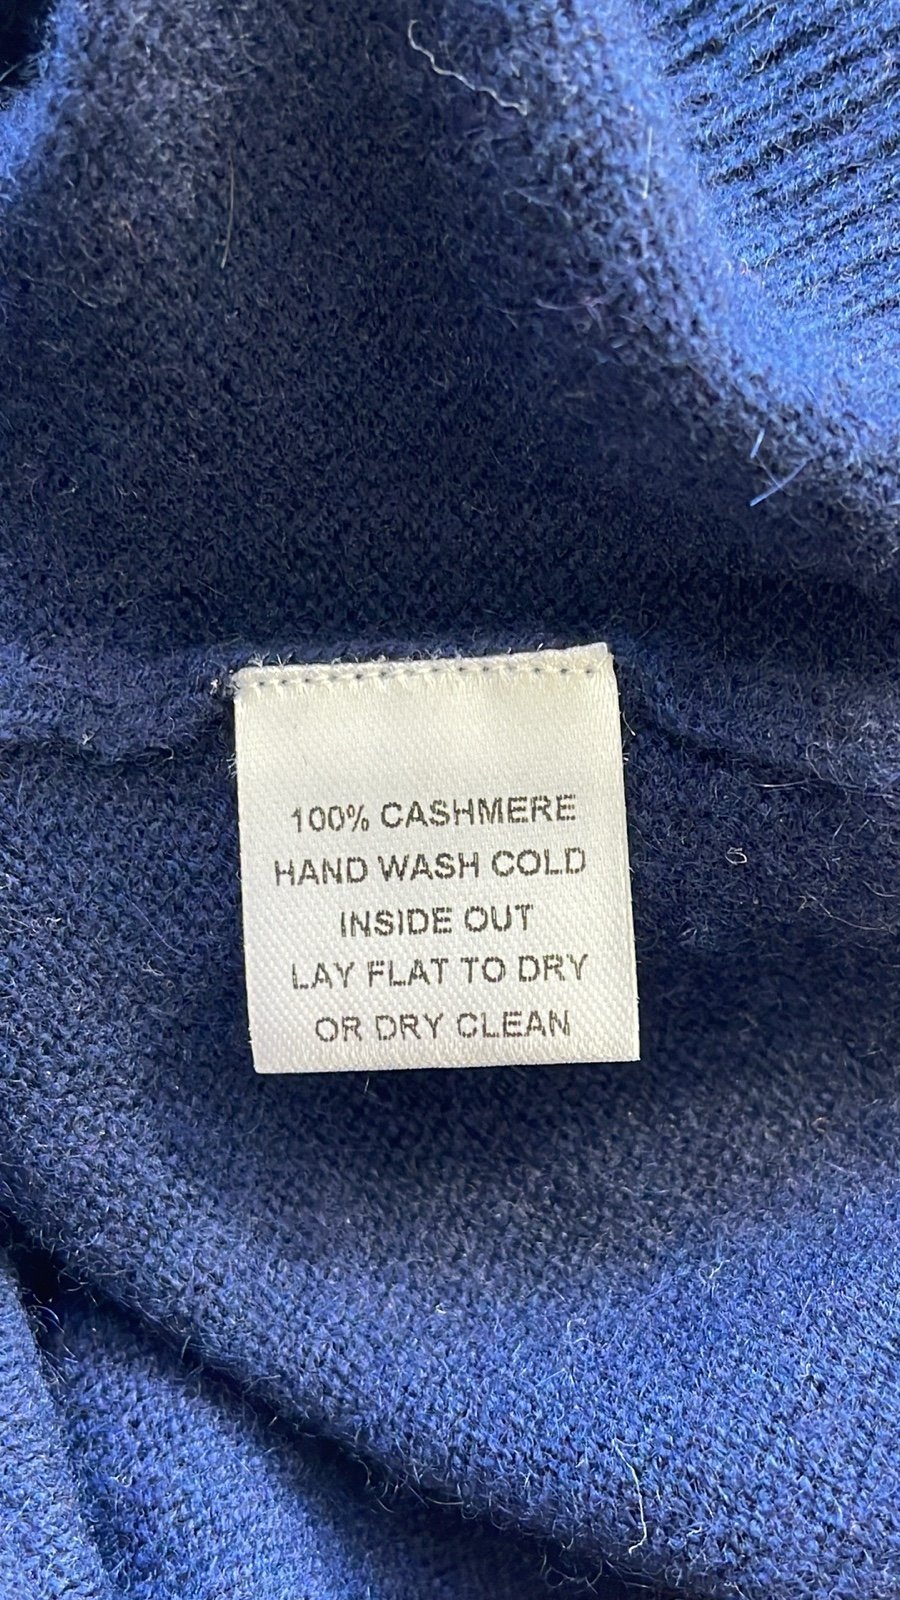 100% CASHMERE
HAND WASH COLD
INSIDE OUT
LAY FLAT TO DRY
OR DRY CLEAN